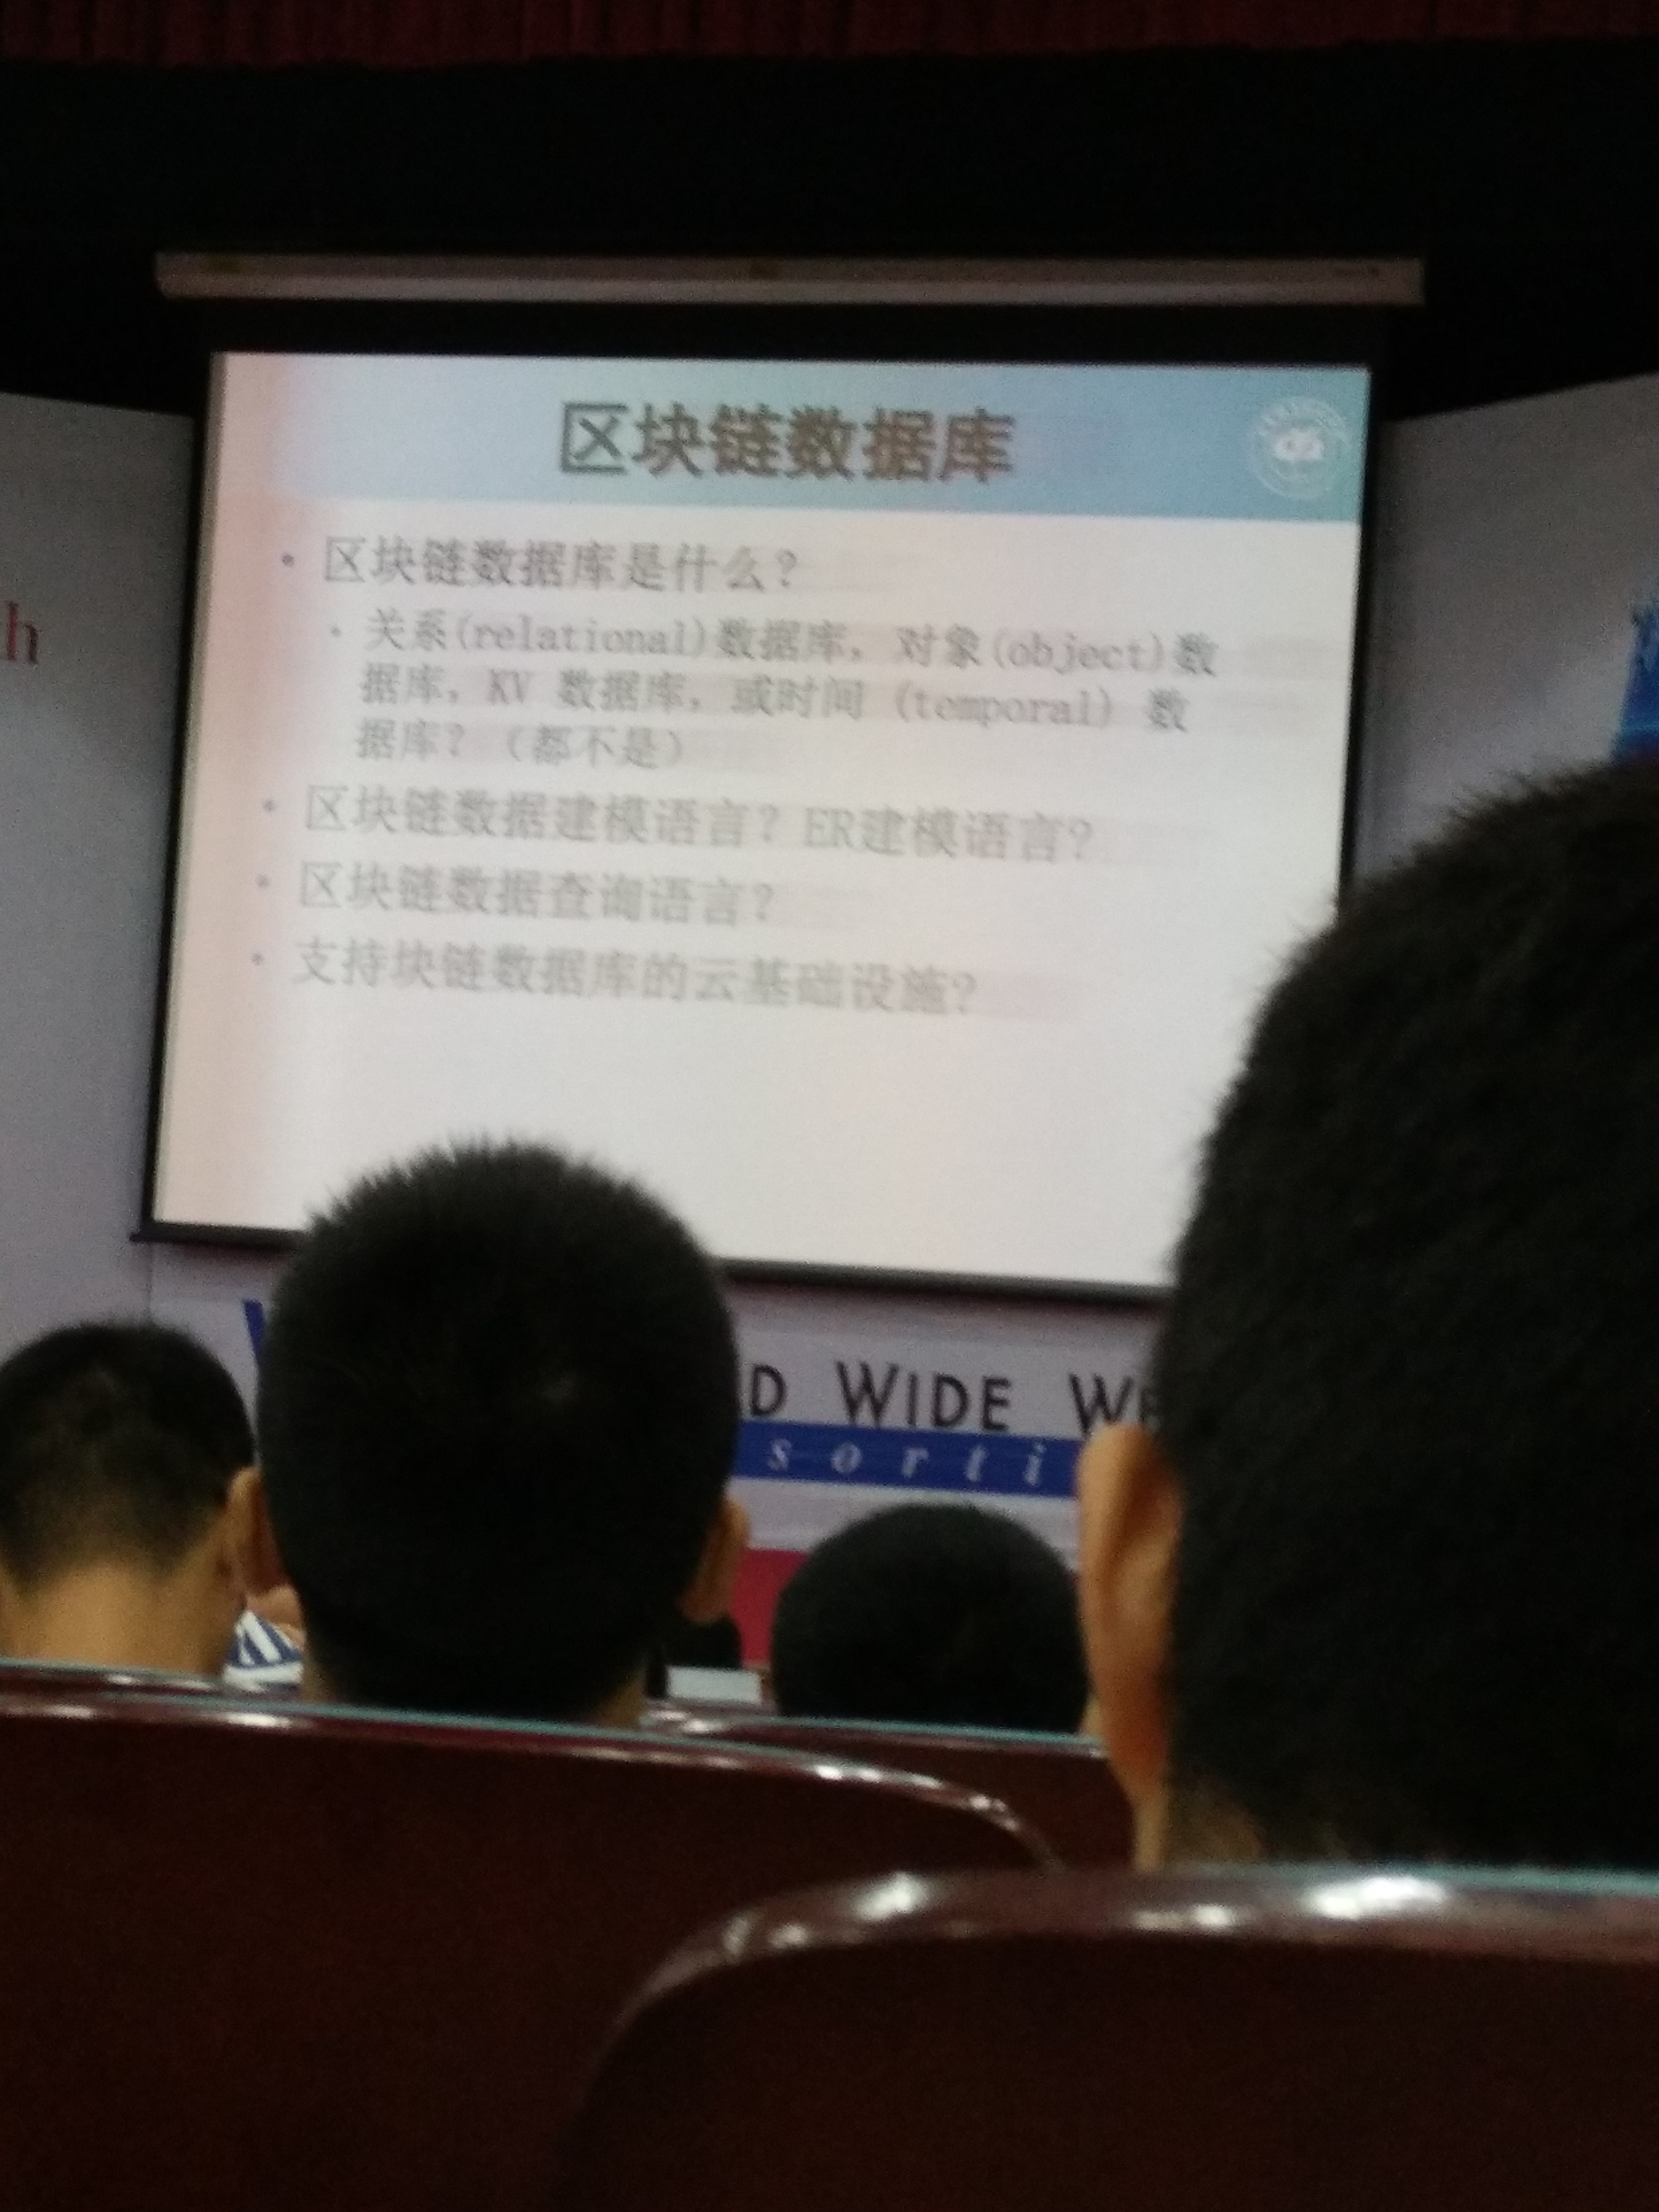 区块链数据库
• 区块链数据库是什么?
• 关系(relational)数据库, 对象(object)数
据库, KV 数据库, 或时间 (temporal) 数
据库? (都不是)
• 区块链数据建模语言? ER建模语言?
• 区块链数据查询语言?
• 支持块链数据库的云基础设施?
h
D WIDE WE
sorti